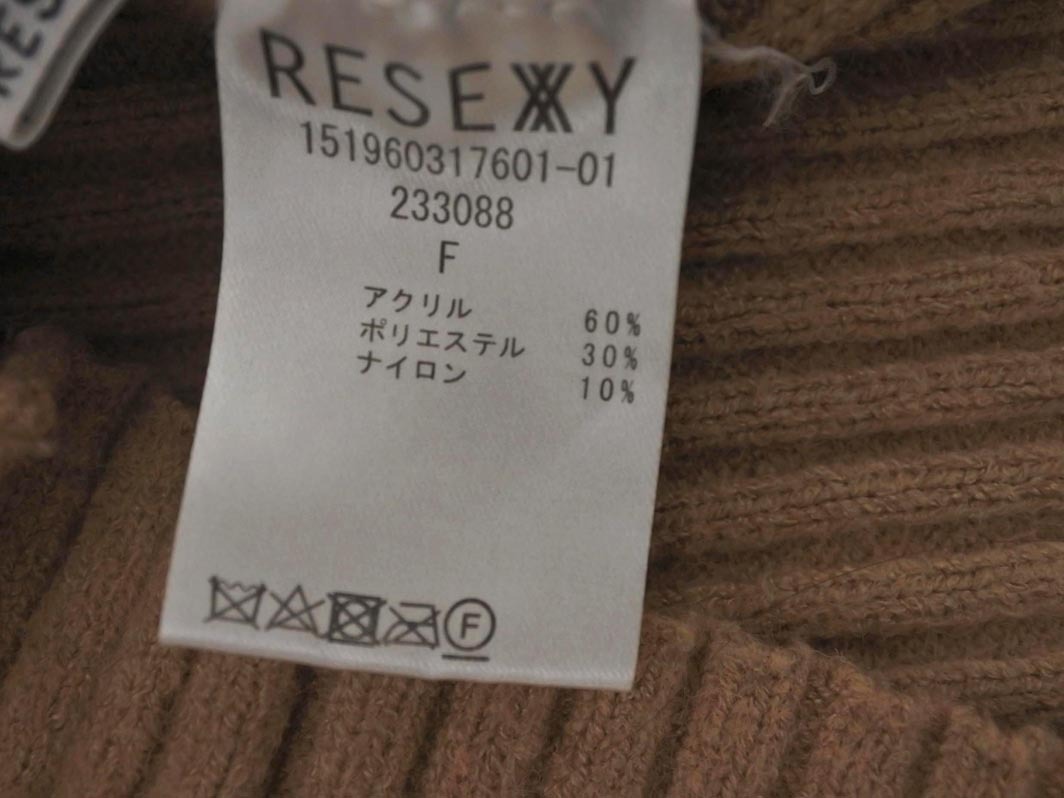 RES
RESEXXY
151960317601-01
233088
F
アクリル 60%
ポリエステル 30%
ナイロン 10%
F